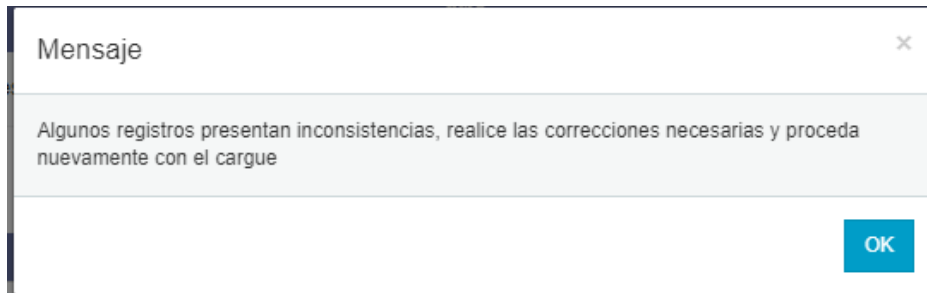 Mensaje
×
Algunos registros presentan inconsistencias, realice las correcciones necesarias y proceda
nuevamente con el cargue
OK